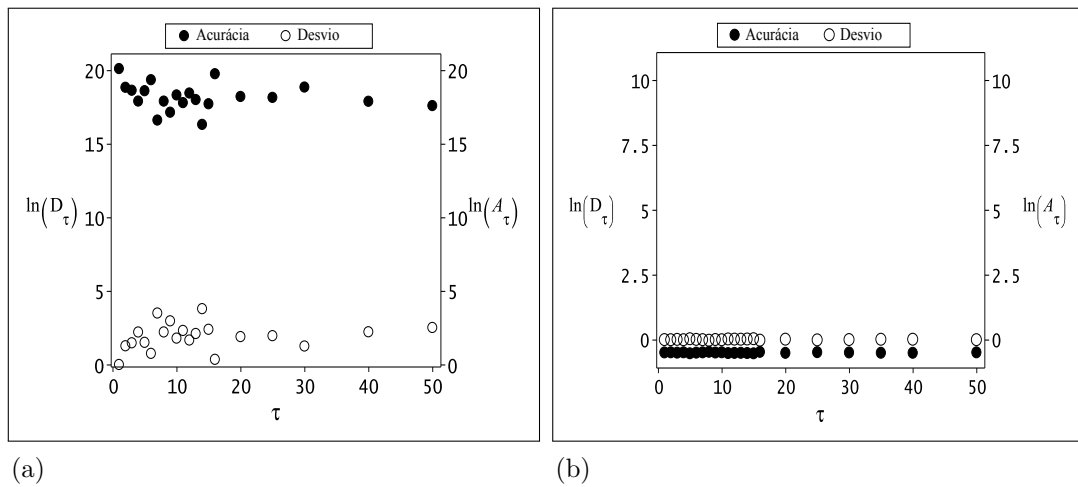 ● Acurácia ○ Desvio
20 20
15 15
ln(D_τ) 10 10 ln(A_τ)
5 5
0 0
0 10 20 30 40 50
τ
(a)
● Acurácia ○ Desvio
10 10
7.5 7.5
ln(D_τ) 5 5 ln(A_τ)
2.5 2.5
0 0
0 10 20 30 40 50
τ
(b)